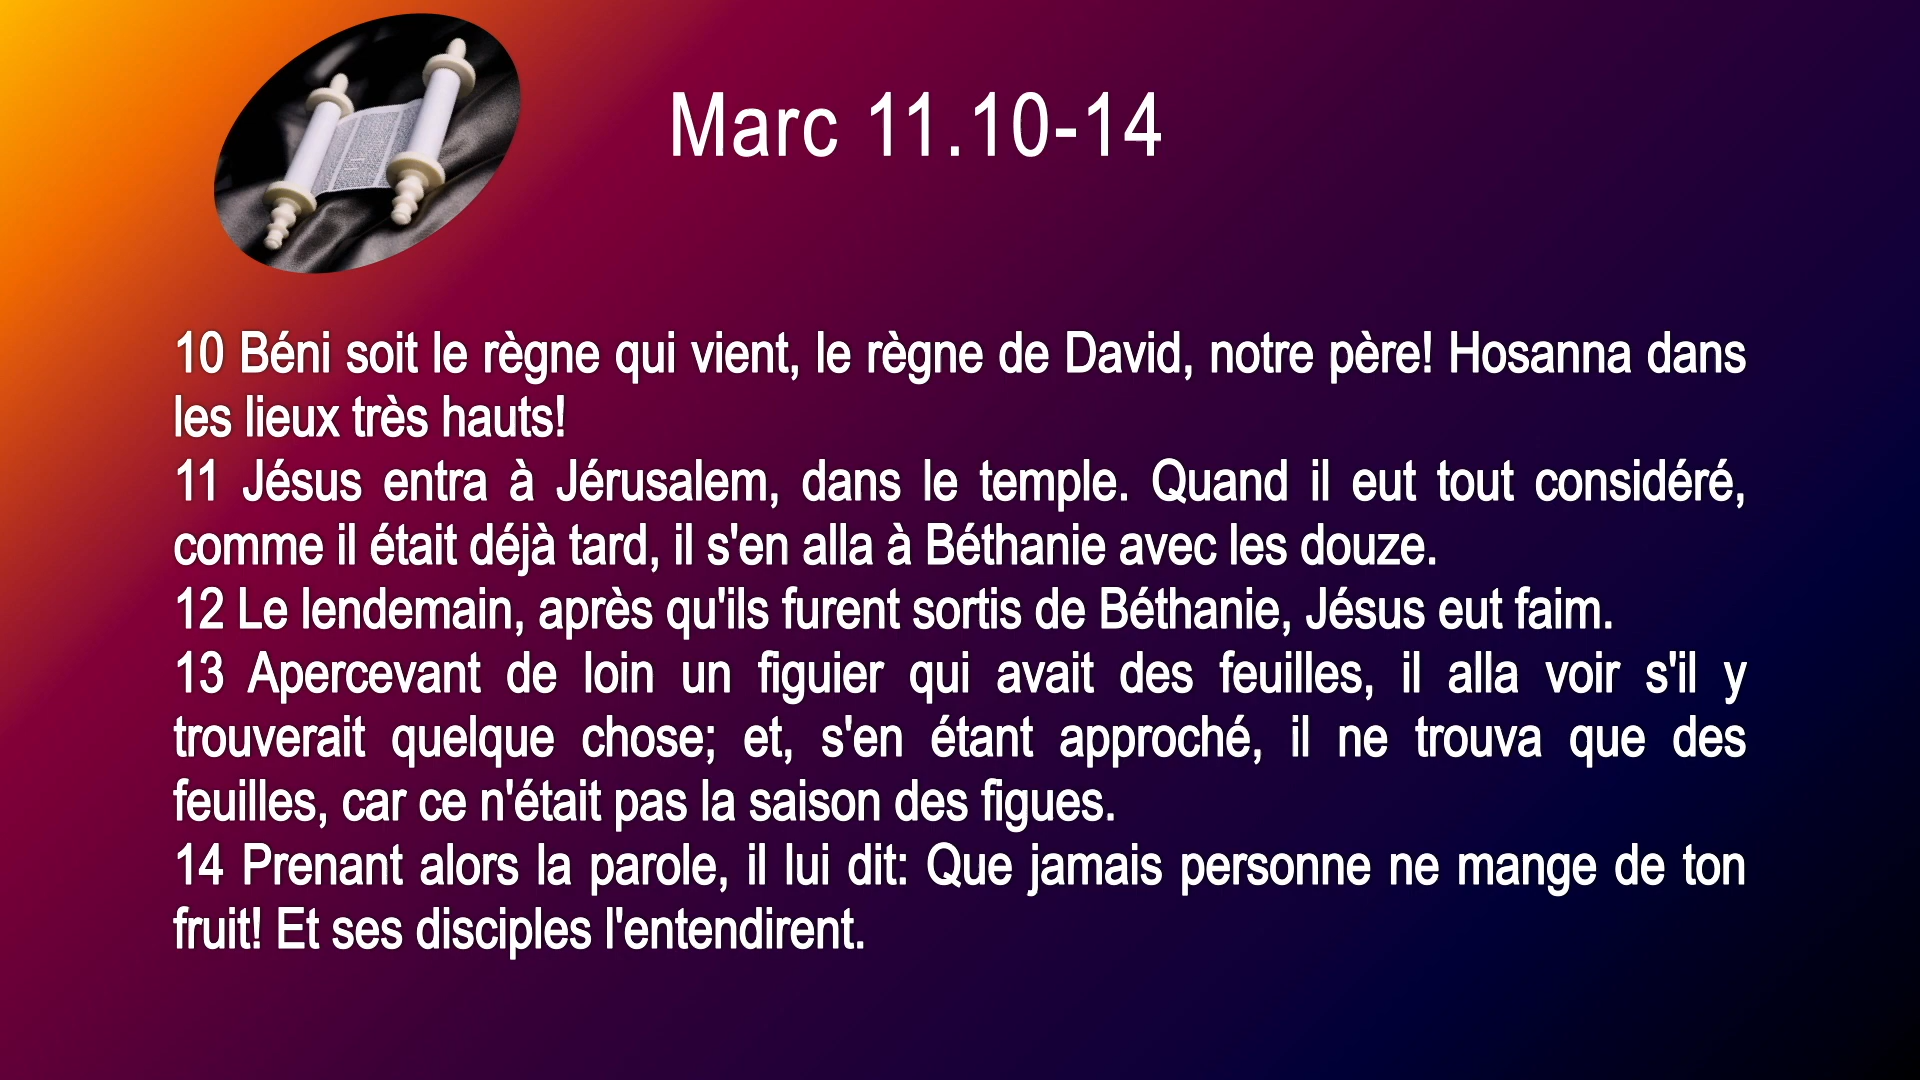 Marc 11.10-14
10 Béni soit le règne qui vient, le règne de David, notre père! Hosanna dans
les lieux très hauts!
11 Jésus entra à Jérusalem, dans le temple. Quand il eut tout considéré,
comme il était déjà tard, il s'en alla à Béthanie avec les douze.
12 Le lendemain, après qu'ils furent sortis de Béthanie, Jésus eut faim.
13 Apercevant de loin un figuier qui avait des feuilles, il alla voir s'il y
trouverait quelque chose; et, s'en étant approché, il ne trouva que des
feuilles, car ce n'était pas la saison des figues.
14 Prenant alors la parole, il lui dit: Que jamais personne ne mange de ton
fruit! Et ses disciples l'entendirent.